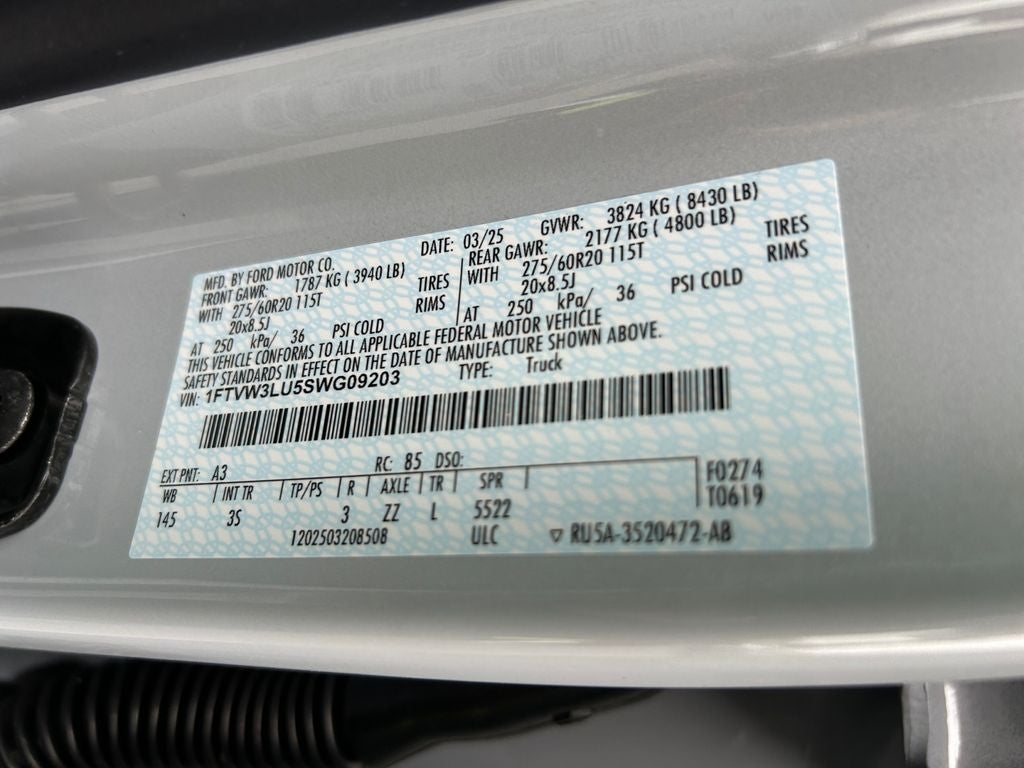 MFD. BY FORD MOTOR CO. DATE: 03/25 GVWR: 3824 KG ( 8430 LB)
FRONT GAWR: 1787 KG ( 3940 LB) REAR GAWR: 2177 KG ( 4800 LB)
WITH 275/60R20 115T TIRES WITH 275/60R20 115T TIRES
20x8.5J RIMS 20x8.5J RIMS
AT 250 kPa/ 36 PSI COLD AT 250 kPa/ 36 PSI COLD
THIS VEHICLE CONFORMS TO ALL APPLICABLE FEDERAL MOTOR VEHICLE
SAFETY STANDARDS IN EFFECT ON THE DATE OF MANUFACTURE SHOWN ABOVE.
VIN: 1FTVW3LU5SWG09203 TYPE: Truck
EXT PNT: A3 RC: 85 DSO: F0274
WB INT TR TP/PS R AXLE TR SPR T0619
145 3S 3 ZZ L 5522
1202503208508 ULC ▽ RU5A-3520472-AB